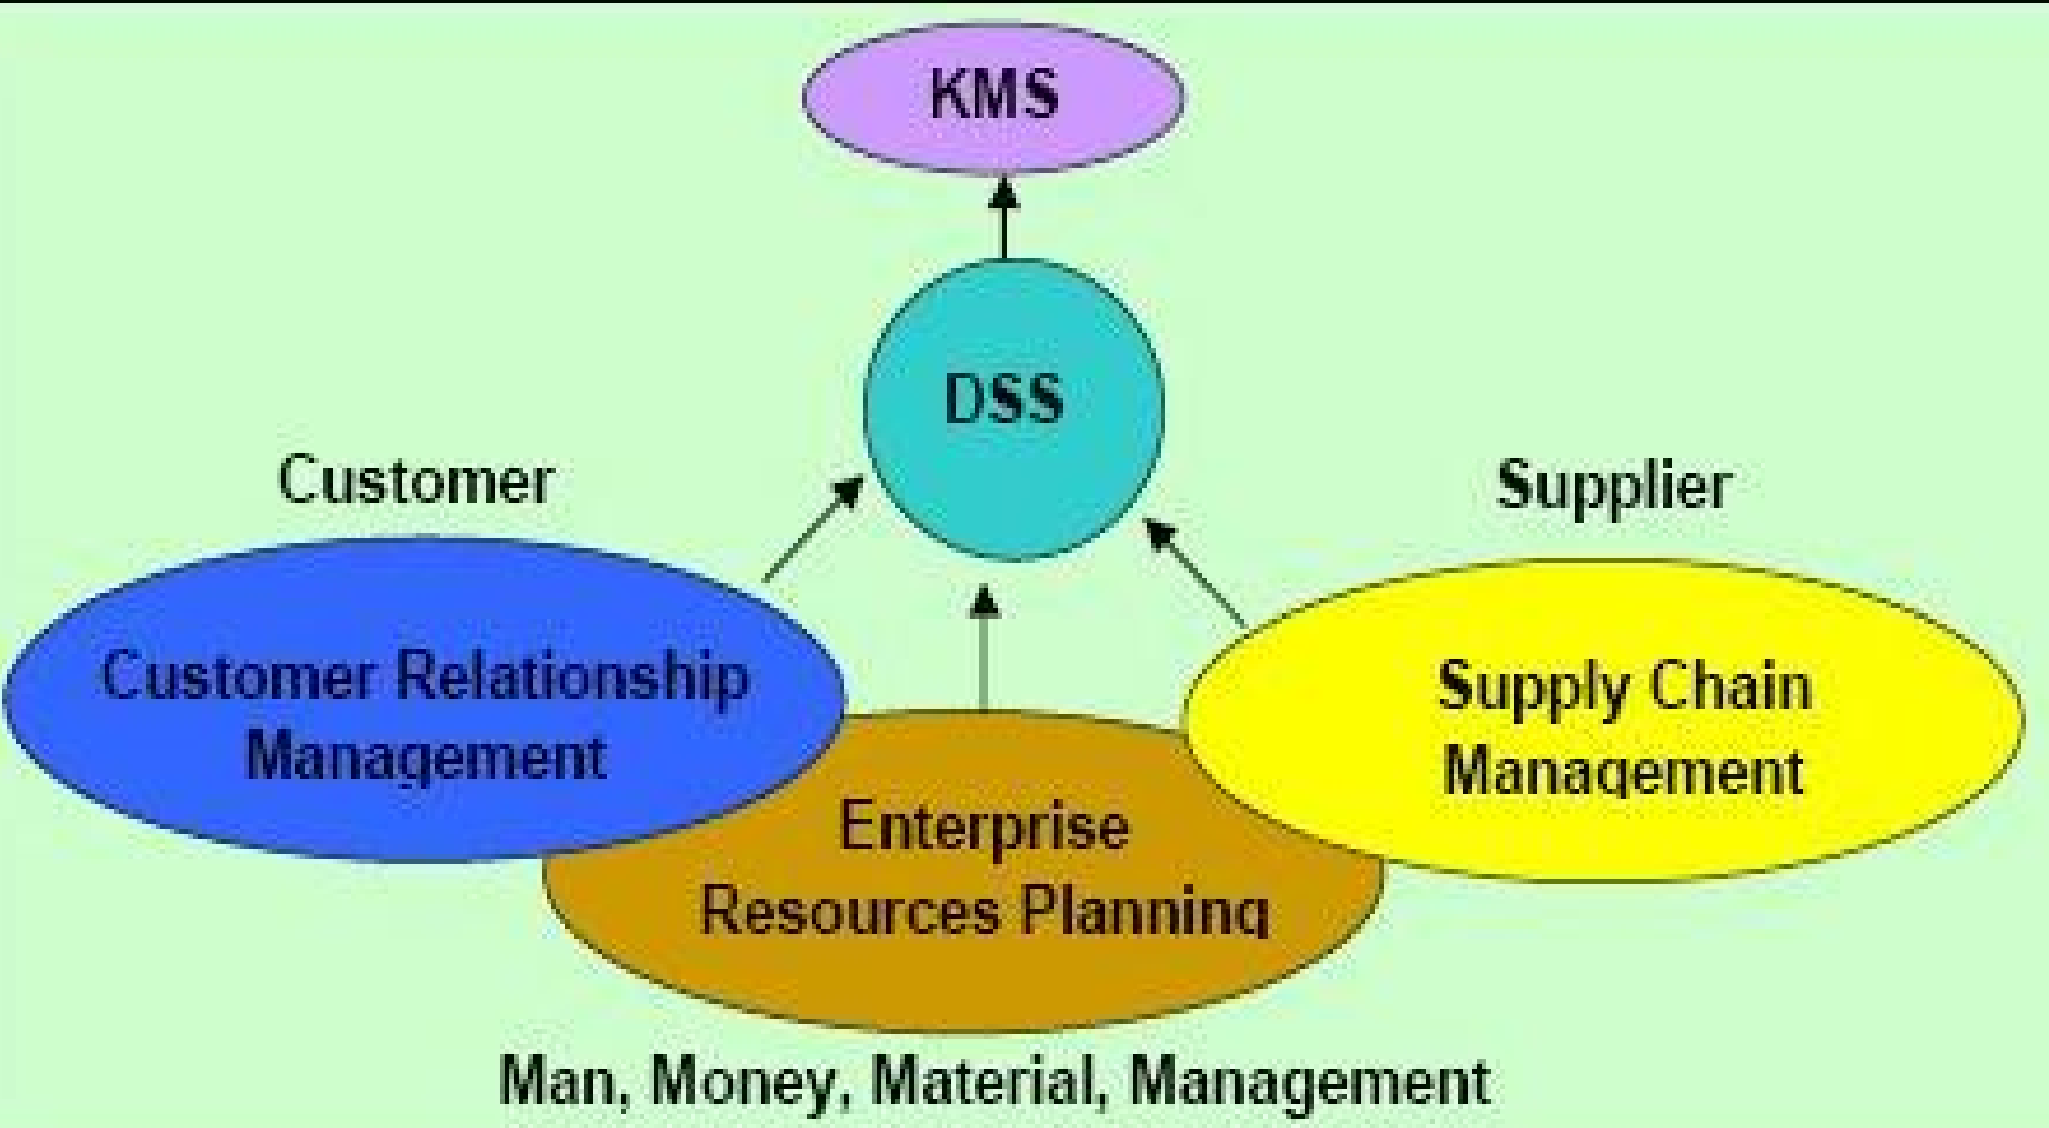 KMS
DSS
Customer
Supplier
Customer Relationship
Management
Supply Chain
Management
Enterprise
Resources Planning
Man, Money, Material, Management